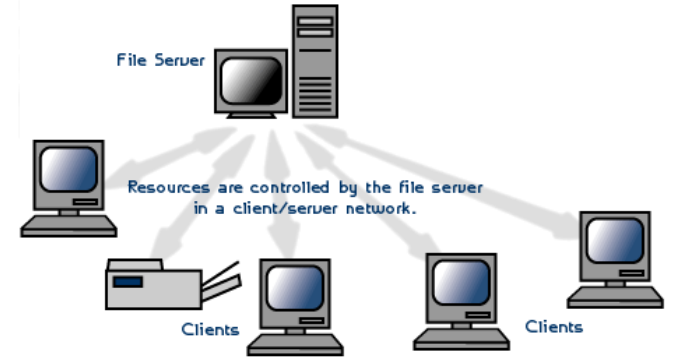 File Server
Resources are controlled by the file server
in a client/server network.
Clients
Clients